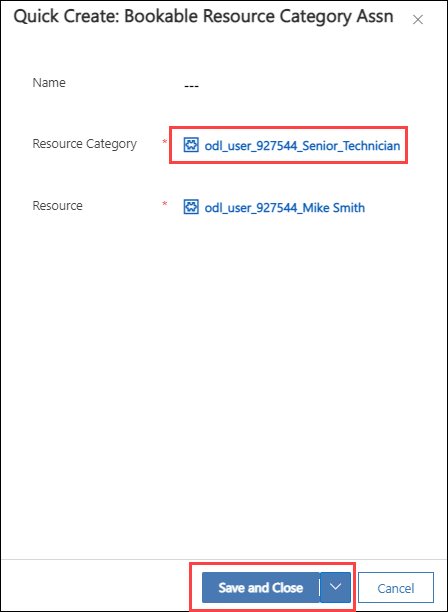 Quick Create: Bookable Resource Category Assn
Name ---
Resource Category * odl_user_927544_Senior_Technician
Resource * odl_user_927544_Mike Smith
Save and Close Cancel